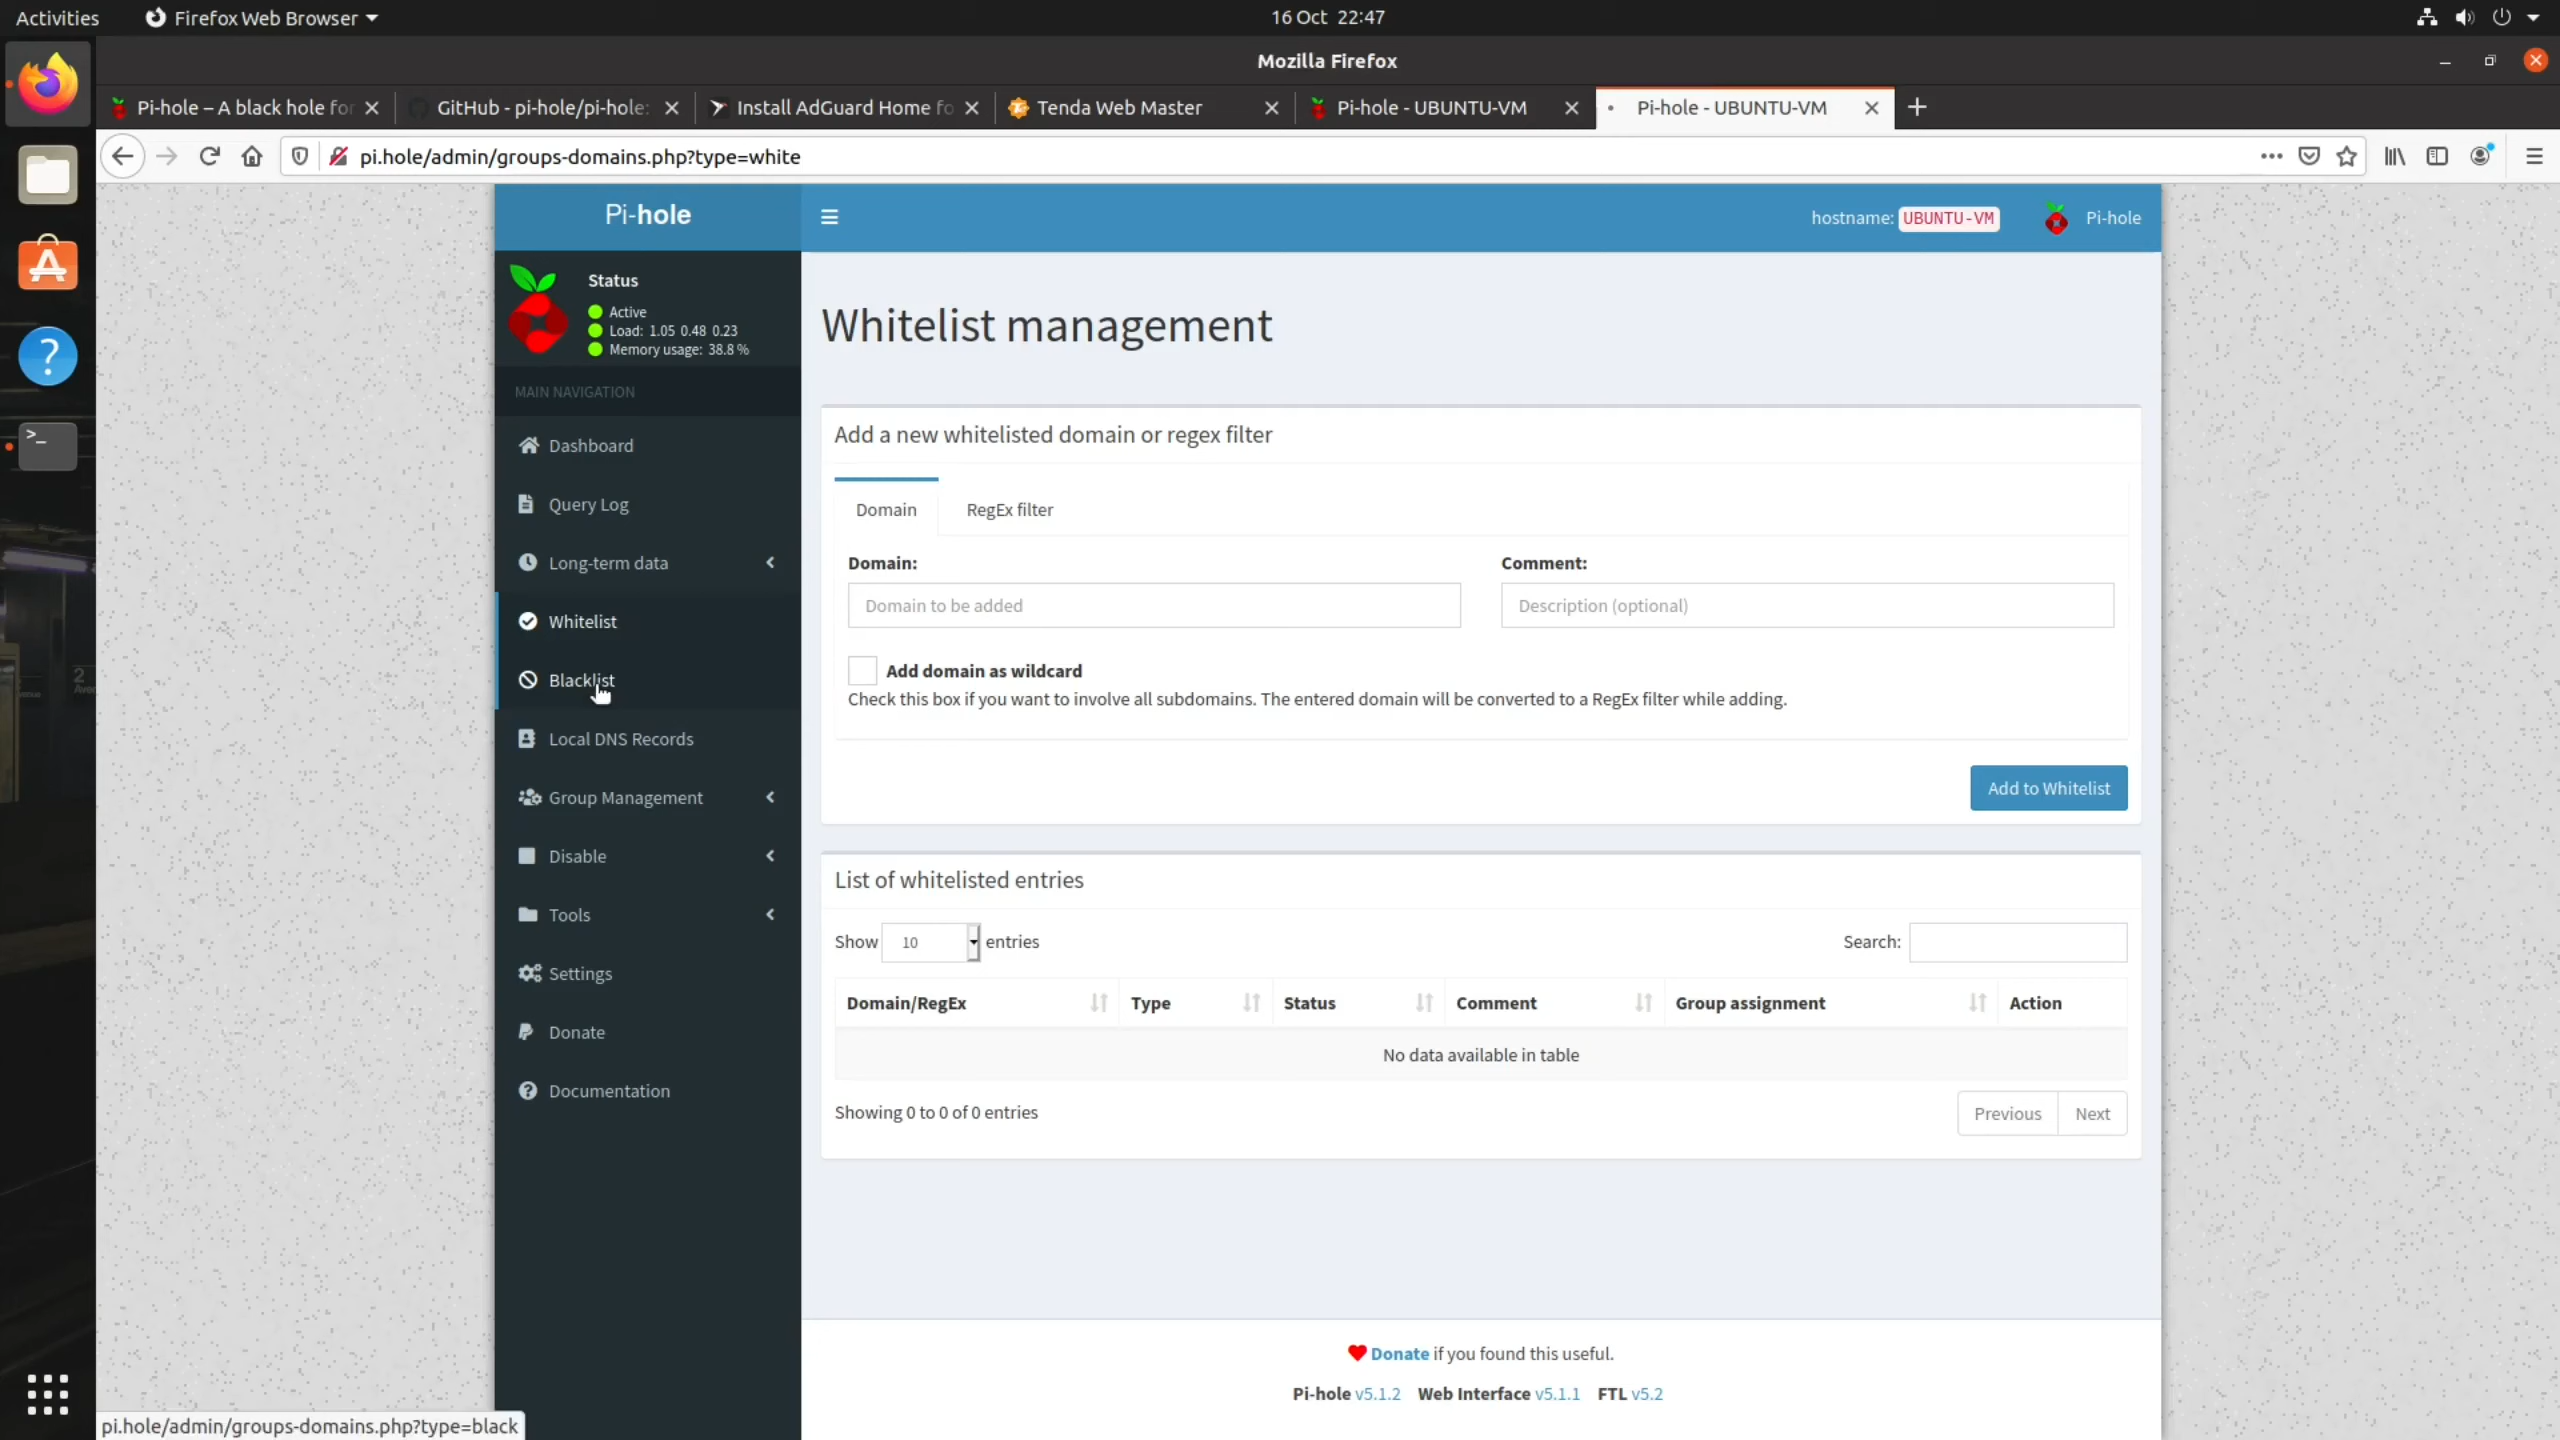 Activities
Firefox Web Browser
16 Oct 22:47
Mozilla Firefox
Pi-hole – A black hole for
GitHub - pi-hole/pi-hole:
Install AdGuard Home fo
Tenda Web Master
Pi-hole - UBUNTU-VM
Pi-hole - UBUNTU-VM
pi.hole/admin/groups-domains.php?type=white
Pi-hole
hostname: UBUNTU-VM
Pi-hole
Status
Active
Load: 1.05 0.48 0.23
Memory usage: 38.8 %
MAIN NAVIGATION
Dashboard
Query Log
Long-term data
Whitelist
Blacklist
Local DNS Records
Group Management
Disable
Tools
Settings
Donate
Documentation
Whitelist management
Add a new whitelisted domain or regex filter
Domain
RegEx filter
Domain:
Comment:
Domain to be added
Description (optional)
Add domain as wildcard
Check this box if you want to involve all subdomains. The entered domain will be converted to a RegEx filter while adding.
Add to Whitelist
List of whitelisted entries
Show 10 entries
Search:
Domain/RegEx
Type
Status
Comment
Group assignment
Action
No data available in table
Showing 0 to 0 of 0 entries
Previous
Next
Donate if you found this useful.
Pi-hole v5.1.2 Web Interface v5.1.1 FTL v5.2
pi.hole/admin/groups-domains.php?type=black